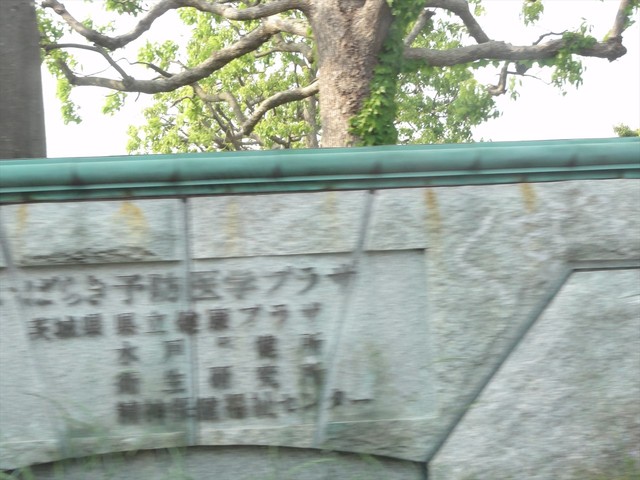 いばらき予防医学プラザ
茨城県県立健康プラザ
水戸保健所
衛生研究所
精神保健福祉センター